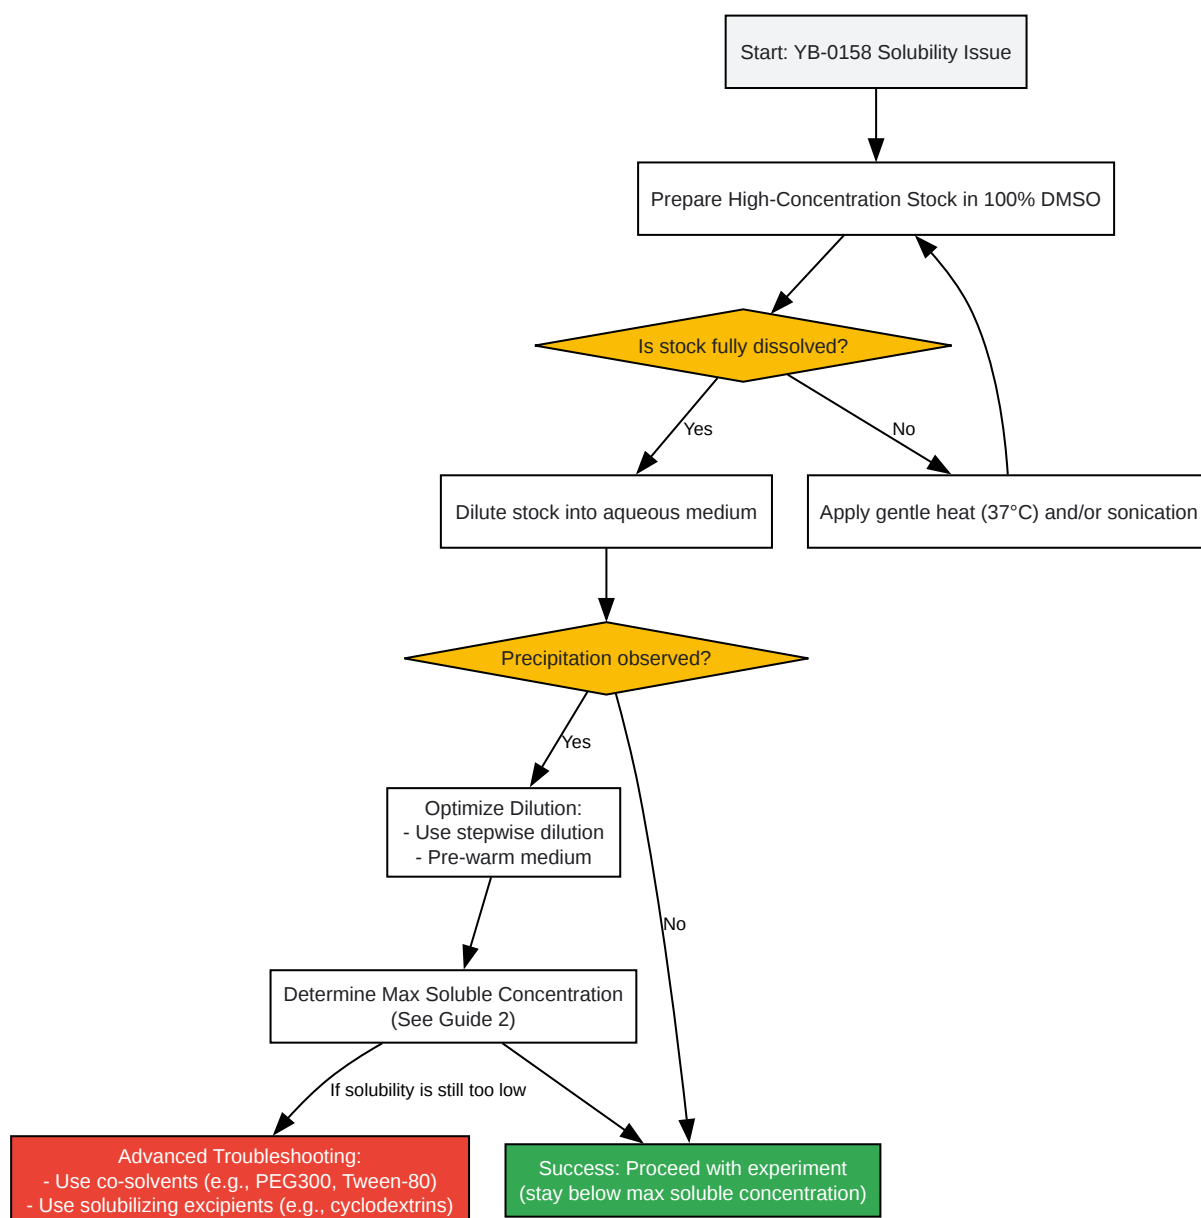 Start: YB-0158 Solubility Issue
Prepare High-Concentration Stock in 100% DMSO
Is stock fully dissolved?
Yes
No
Dilute stock into aqueous medium
Apply gentle heat (37°C) and/or sonication
Precipitation observed?
Yes
Optimize Dilution:
- Use stepwise dilution
- Pre-warm medium
No
Determine Max Soluble Concentration
(See Guide 2)
If solubility is still too low
Advanced Troubleshooting:
- Use co-solvents (e.g., PEG300, Tween-80)
- Use solubilizing excipients (e.g., cyclodextrins)
Success: Proceed with experiment
(stay below max soluble concentration)